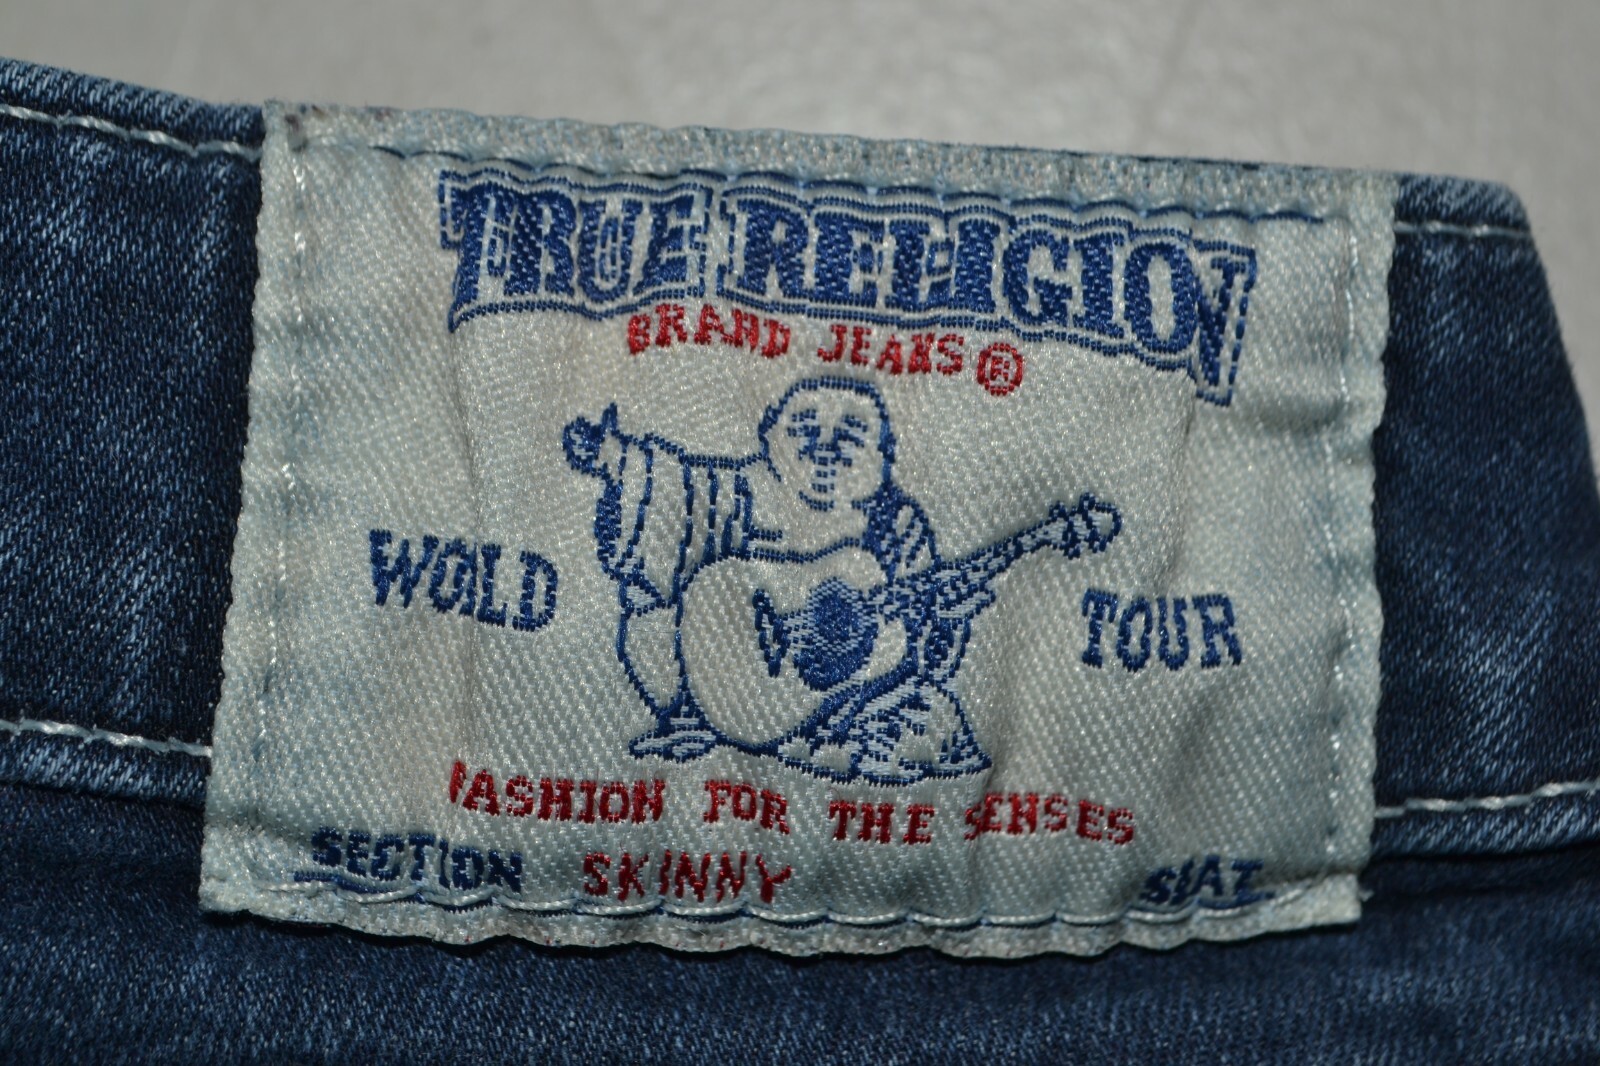 TRUE RELIGION
BRAND JEANS®
WOLD TOUR
FASHION FOR THE SENSES
SECTION SKINNY